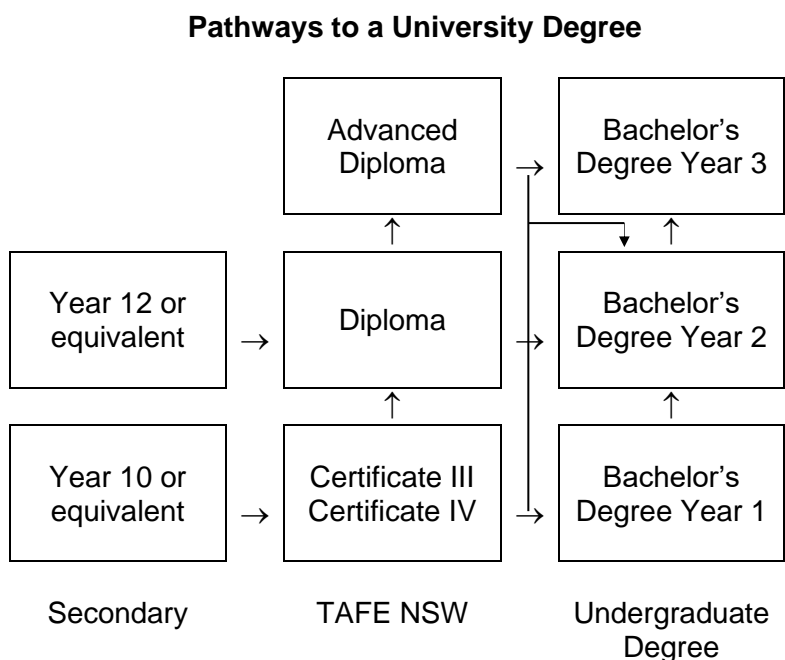 Pathways to a University Degree
Advanced
Diploma
Bachelor's
Degree Year 3
Year 12 or
equivalent
Diploma
Bachelor's
Degree Year 2
Year 10 or
equivalent
Certificate III
Certificate IV
Bachelor's
Degree Year 1
Secondary
TAFE NSW
Undergraduate
Degree